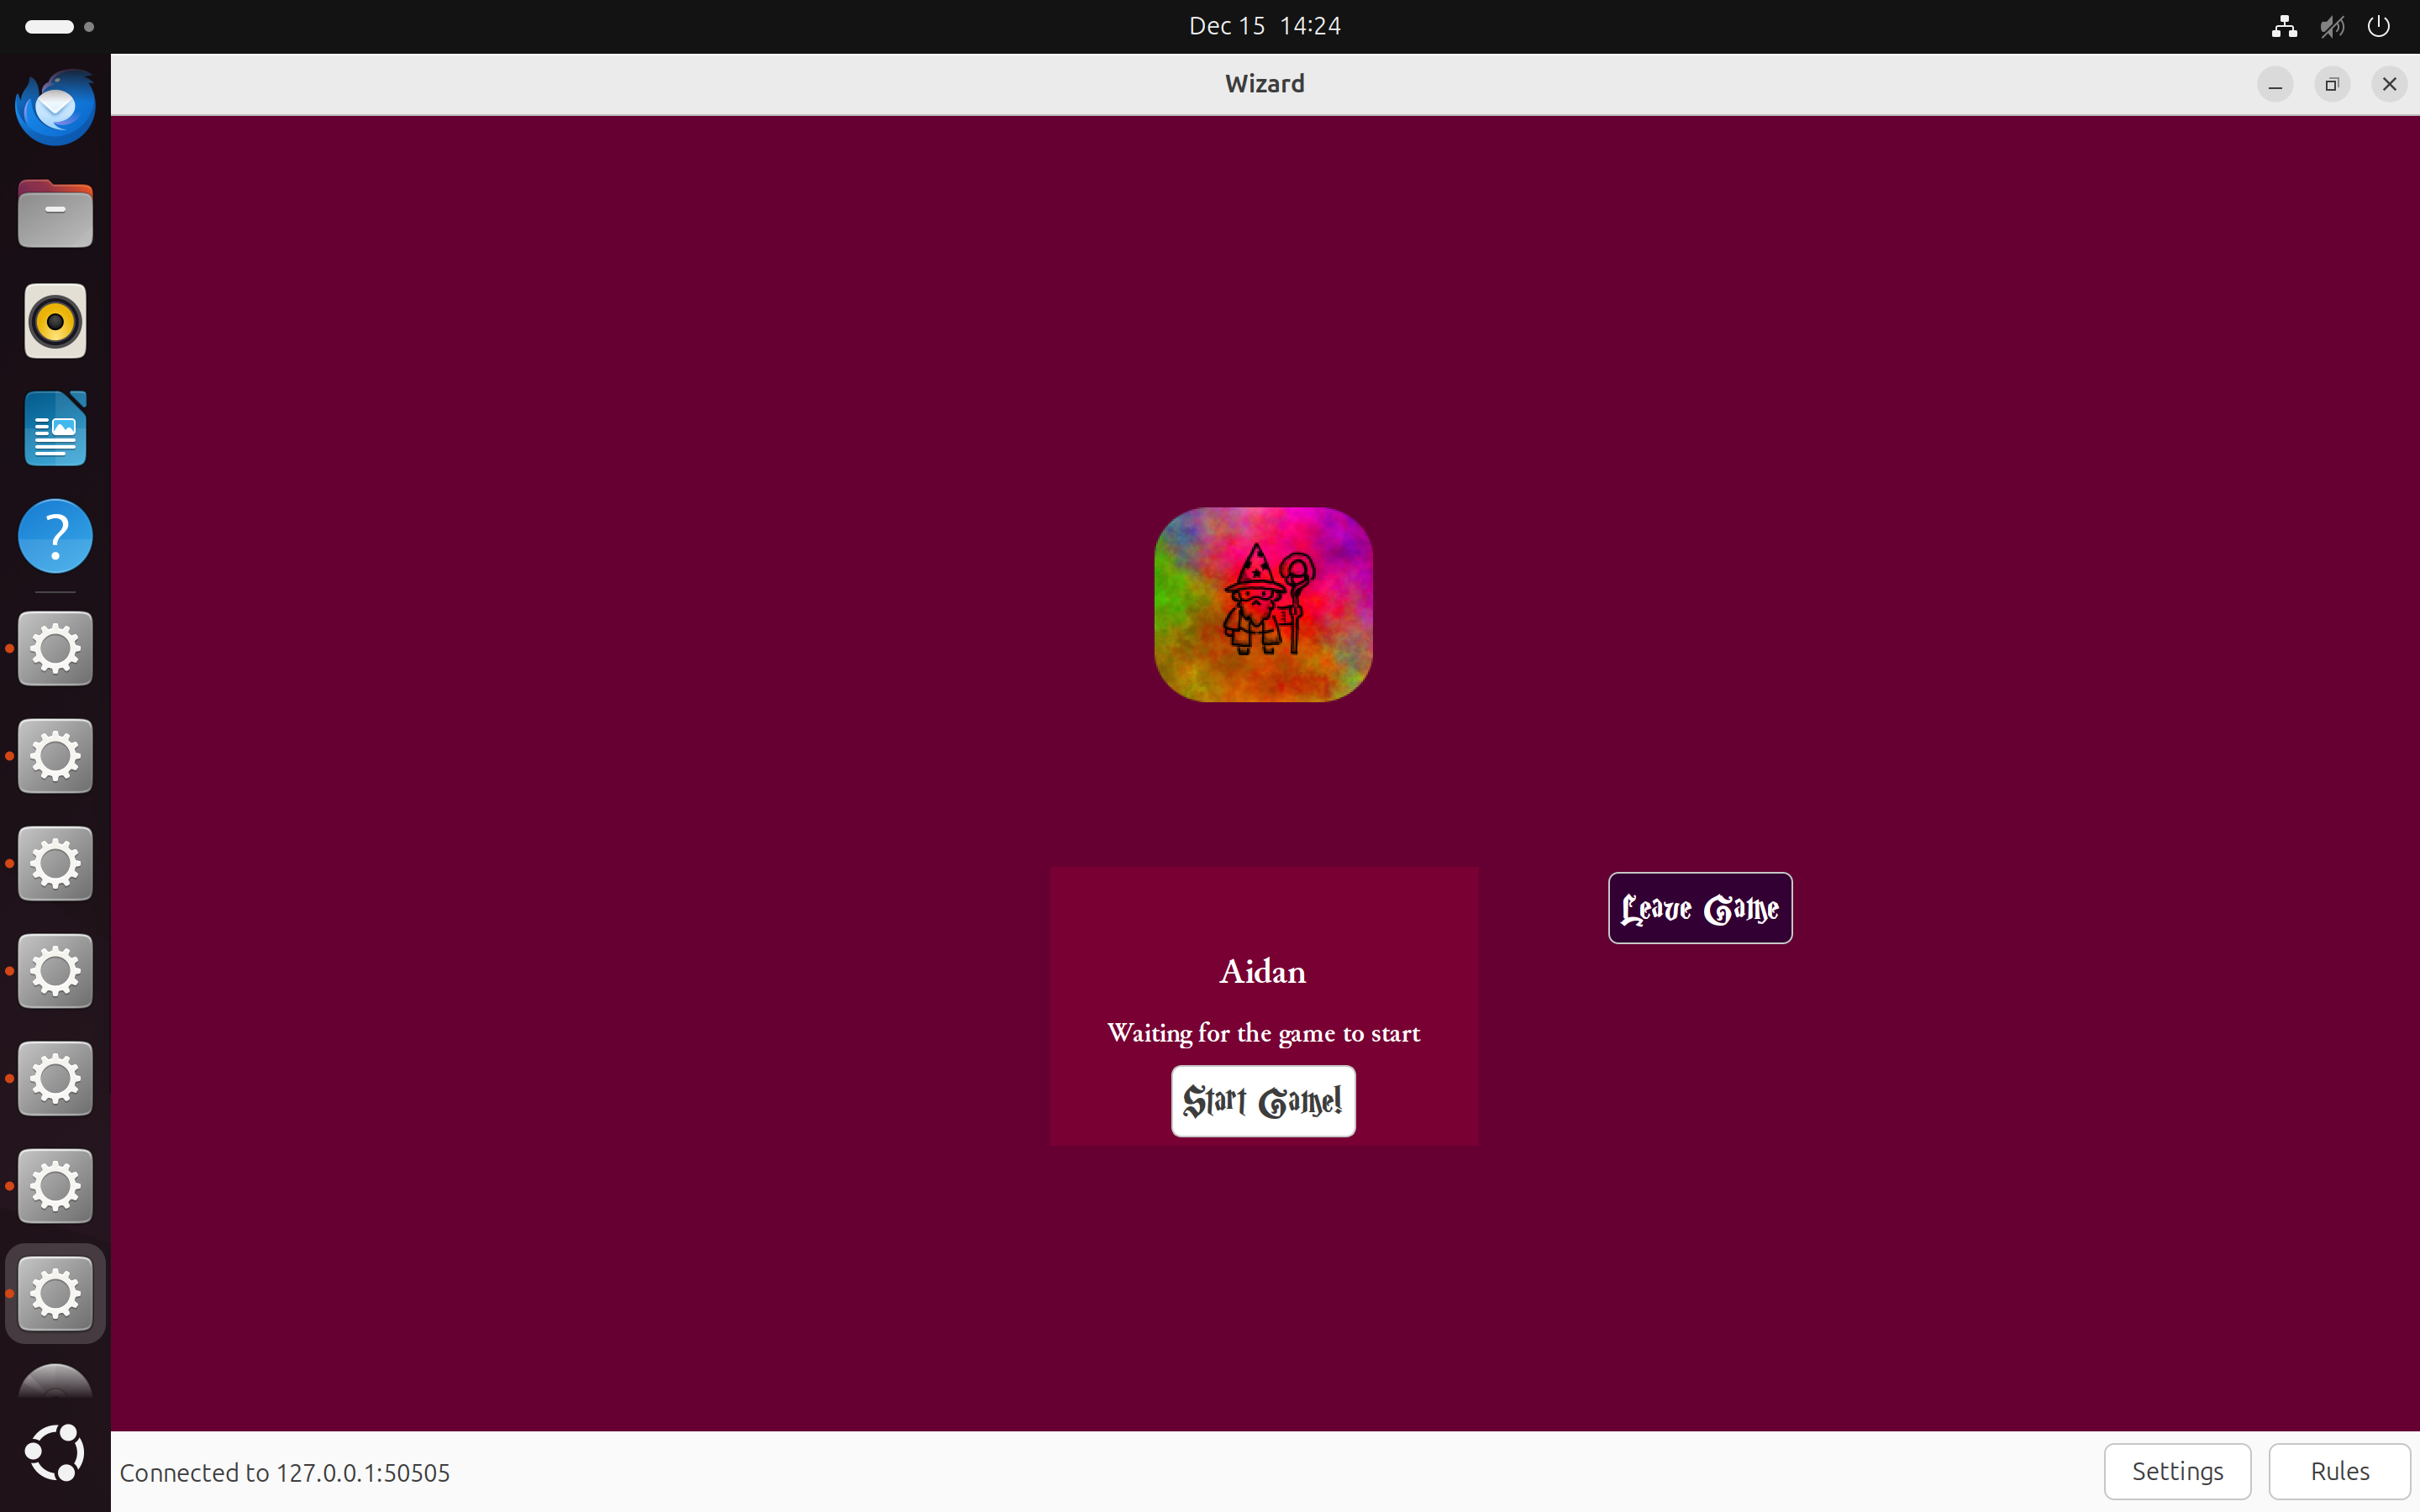 Dec 15 14:24
Wizard
Leave Game
Aidan
Waiting for the game to start
Start Game!
Connected to 127.0.0.1:50505
Settings
Rules